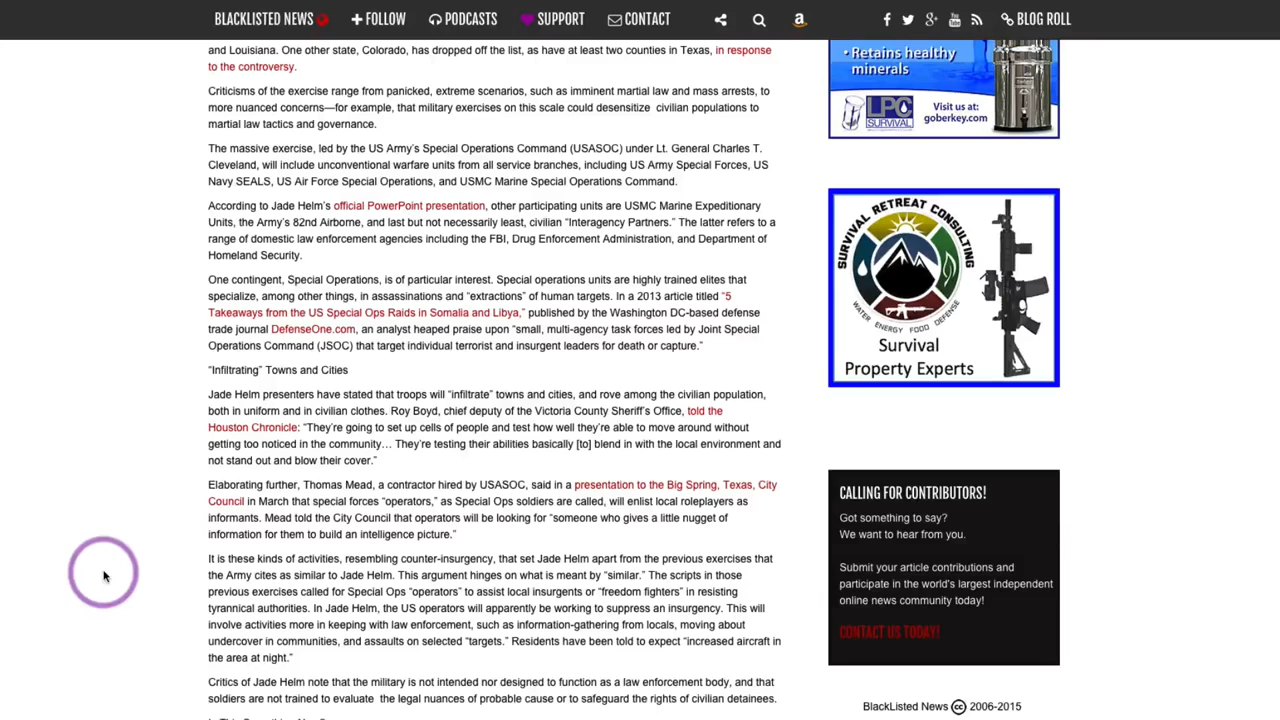 BLACKLISTED NEWS FOLLOW PODCASTS SUPPORT CONTACT BLOG ROLL
and Louisiana. One other state, Colorado, has dropped off the list, as have at least two counties in Texas, in response
to the controversy.
Criticisms of the exercise range from panicked, extreme scenarios, such as imminent martial law and mass arrests, to
more nuanced concerns—for example, that military exercises on this scale could desensitize civilian populations to
martial law tactics and governance.
The massive exercise, led by the US Army's Special Operations Command (USASOC) under Lt. General Charles T.
Cleveland, will include unconventional warfare units from all service branches, including US Army Special Forces, US
Navy SEALS, US Air Force Special Operations, and USMC Marine Special Operations Command.
According to Jade Helm's official PowerPoint presentation, other participating units are USMC Marine Expeditionary
Units, the Army's 82nd Airborne, and last but not necessarily least, civilian “Interagency Partners.” The latter refers to a
range of domestic law enforcement agencies including the FBI, Drug Enforcement Administration, and Department of
Homeland Security.
One contingent, Special Operations, is of particular interest. Special operations units are highly trained elites that
specialize, among other things, in assassinations and “extractions” of human targets. In a 2013 article titled “5
Takeaways from the US Special Ops Raids in Somalia and Libya,” published by the Washington DC-based defense
trade journal DefenseOne.com, an analyst heaped praise upon “small, multi-agency task forces led by Joint Special
Operations Command (JSOC) that target individual terrorist and insurgent leaders for death or capture.”
“Infiltrating” Towns and Cities
Jade Helm presenters have stated that troops will “infiltrate” towns and cities, and rove among the civilian population,
both in uniform and in civilian clothes. Roy Boyd, chief deputy of the Victoria County Sheriff's Office, told the
Houston Chronicle: “They're going to set up cells of people and test how well they're able to move around without
getting too noticed in the community… They're testing their abilities basically [to] blend in with the local environment and
not stand out and blow their cover.”
Elaborating further, Thomas Mead, a contractor hired by USASOC, said in a presentation to the Big Spring, Texas, City
Council in March that special forces “operators,” as Special Ops soldiers are called, will enlist local roleplayers as
informants. Mead told the City Council that operators will be looking for “someone who gives a little nugget of
information for them to build an intelligence picture.”
It is these kinds of activities, resembling counter-insurgency, that set Jade Helm apart from the previous exercises that
the Army cites as similar to Jade Helm. This argument hinges on what is meant by “similar.” The scripts in those
previous exercises called for Special Ops “operators” to assist local insurgents or “freedom fighters” in resisting
tyrannical authorities. In Jade Helm, the US operators will apparently be working to suppress an insurgency. This will
involve activities more in keeping with law enforcement, such as information-gathering from locals, moving about
undercover in communities, and assaults on selected “targets.” Residents have been told to expect “increased aircraft in
the area at night.”
Critics of Jade Helm note that the military is not intended nor designed to function as a law enforcement body, and that
soldiers are not trained to evaluate the legal nuances of probable cause or to safeguard the rights of civilian detainees.
• Retains healthy
minerals
LPC
SURVIVAL
Visit us at:
goberkey.com
SURVIVAL RETREAT CONSULTING
WATER ENERGY FOOD DEFENSE
Survival
Property Experts
CALLING FOR CONTRIBUTORS!
Got something to say?
We want to hear from you.
Submit your article contributions and
participate in the world's largest independent
online news community today!
CONTACT US TODAY!
BlackListed News cc 2006-2015